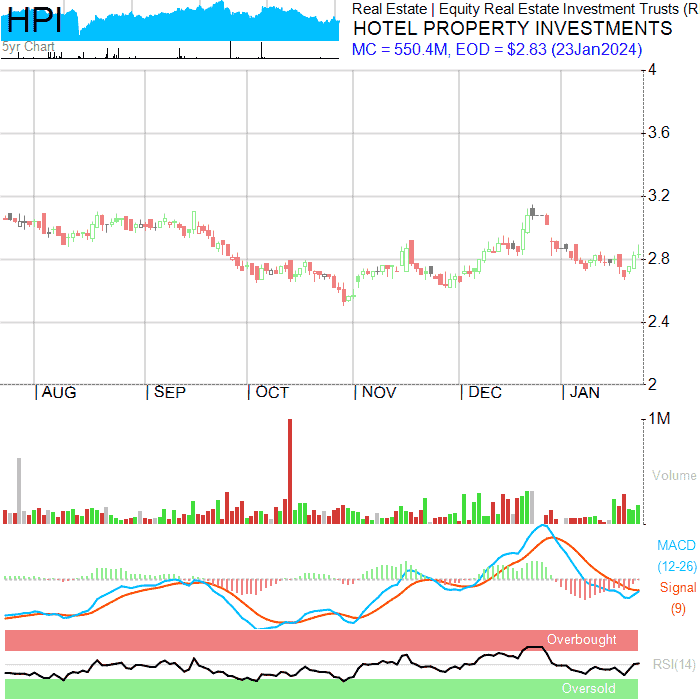 HPI
5yr Chart
Real Estate | Equity Real Estate Investment Trusts (R
HOTEL PROPERTY INVESTMENTS
MC = 550.4M, EOD = $2.83 (23Jan2024)
4
3.6
3.2
2.8
2.4
2
| AUG | SEP | OCT | NOV | DEC | JAN
1M
Volume
MACD
(12-26)
Signal
(9)
Overbought
RSI(14)
Oversold